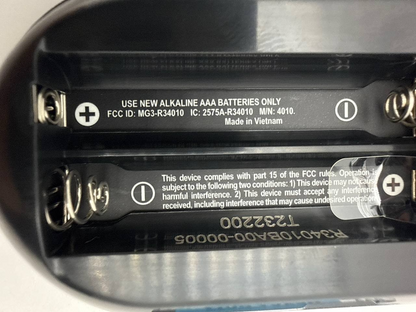 USE NEW ALKALINE AAA BATTERIES ONLY
FCC ID: MG3-R34010 IC: 2575A-R34010 M/N: 4010.
Made in Vietnam
This device complies with part 15 of the FCC rules. Operation is
subject to the following two conditions: 1) This device may not cause
harmful interference. 2) This device must accept any interference
received, including interference that may cause undesired operation.
R34010BA00-00005
T232200